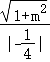 √(1+m²)
|-1/4|